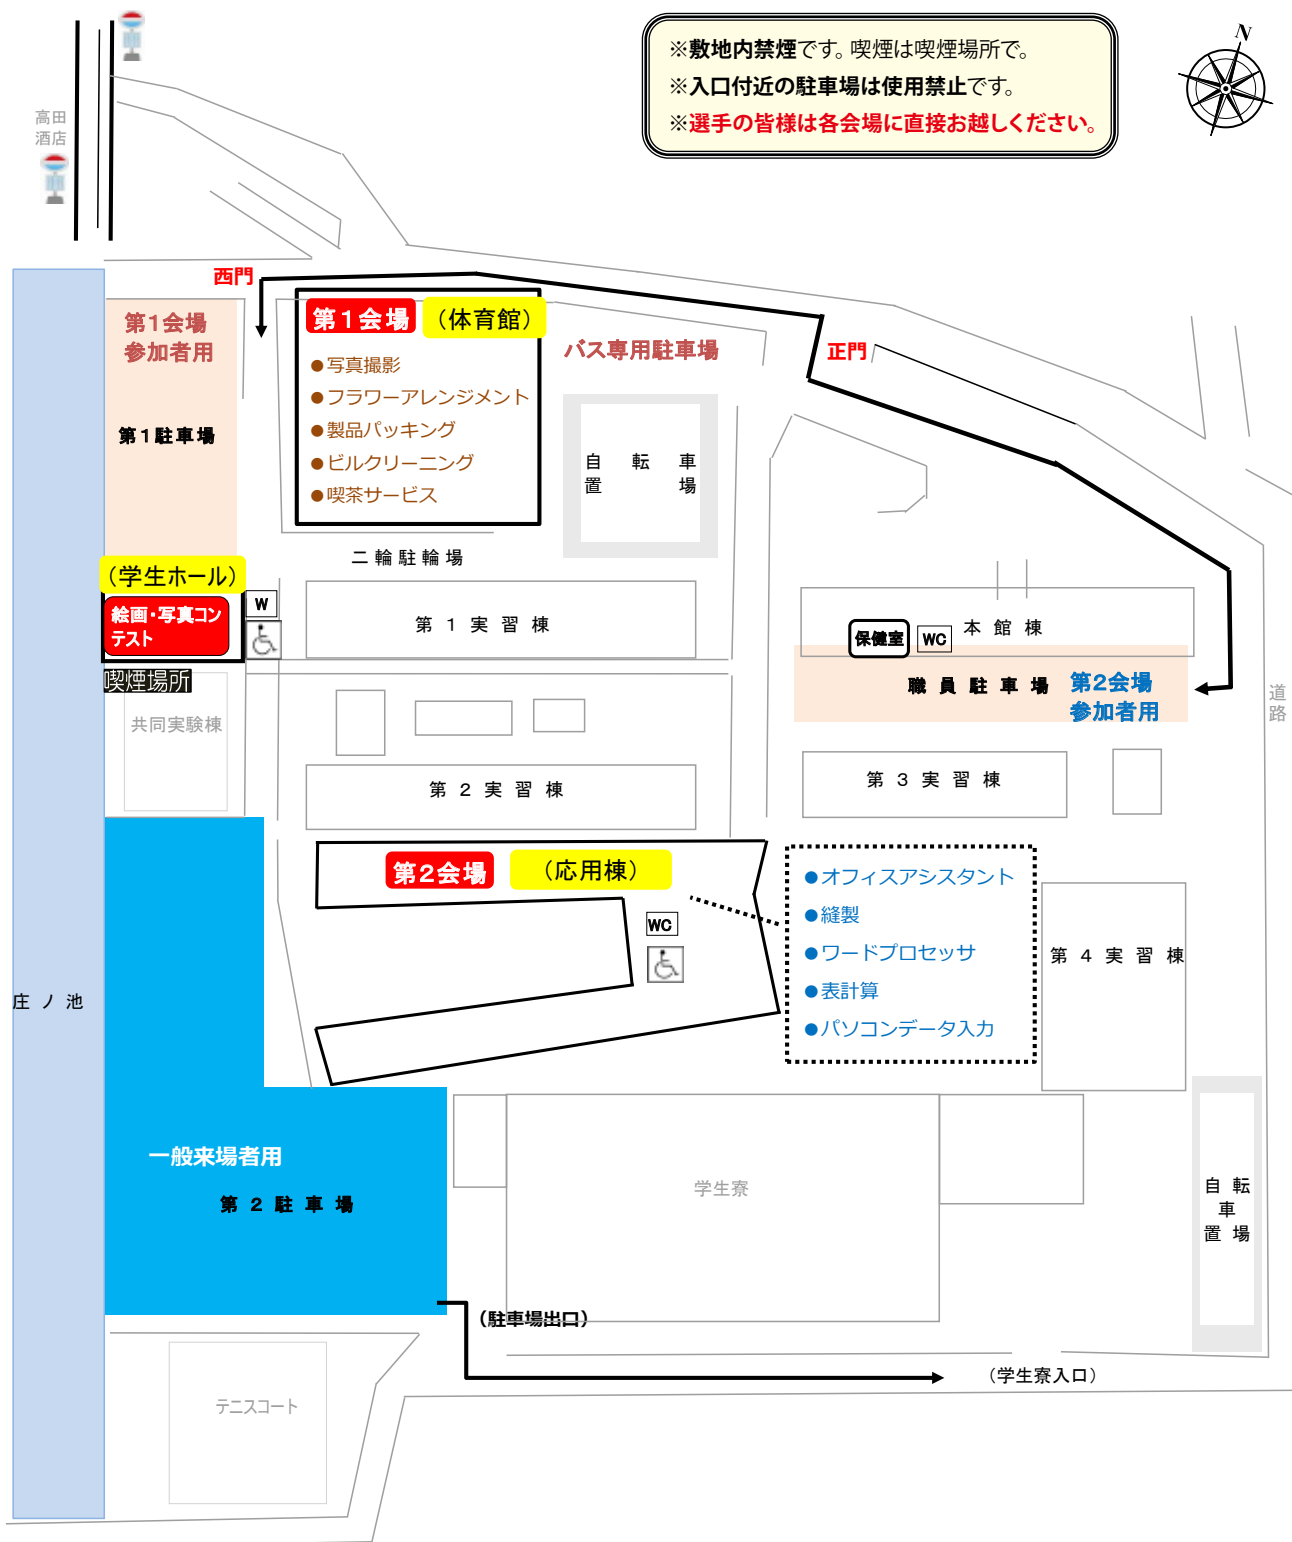 ※敷地内禁煙です。喫煙は喫煙場所で。
※入口付近の駐車場は使用禁止です。
※選手の皆様は各会場に直接お越しください。
N
高田
酒店
西門
第1会場
参加者用
第1駐車場
第1会場
（体育館）
●写真撮影
●フラワーアレンジメント
●製品パッキング
●ビルクリーニング
●喫茶サービス
バス専用駐車場
正門
自転車
置場
二輪駐輪場
（学生ホール）
絵画・写真コン
テスト
W
喫煙場所
共同実験棟
第1実習棟
保健室
WC
本館棟
職員駐車場
第2会場
参加者用
道
路
第2実習棟
第3実習棟
第2会場
（応用棟）
WC
●オフィスアシスタント
●縫製
●ワードプロセッサ
●表計算
●パソコンデータ入力
第4実習棟
庄ノ池
一般来場者用
第2駐車場
学生寮
自転
車
置場
（駐車場出口）
（学生寮入口）
テニスコート